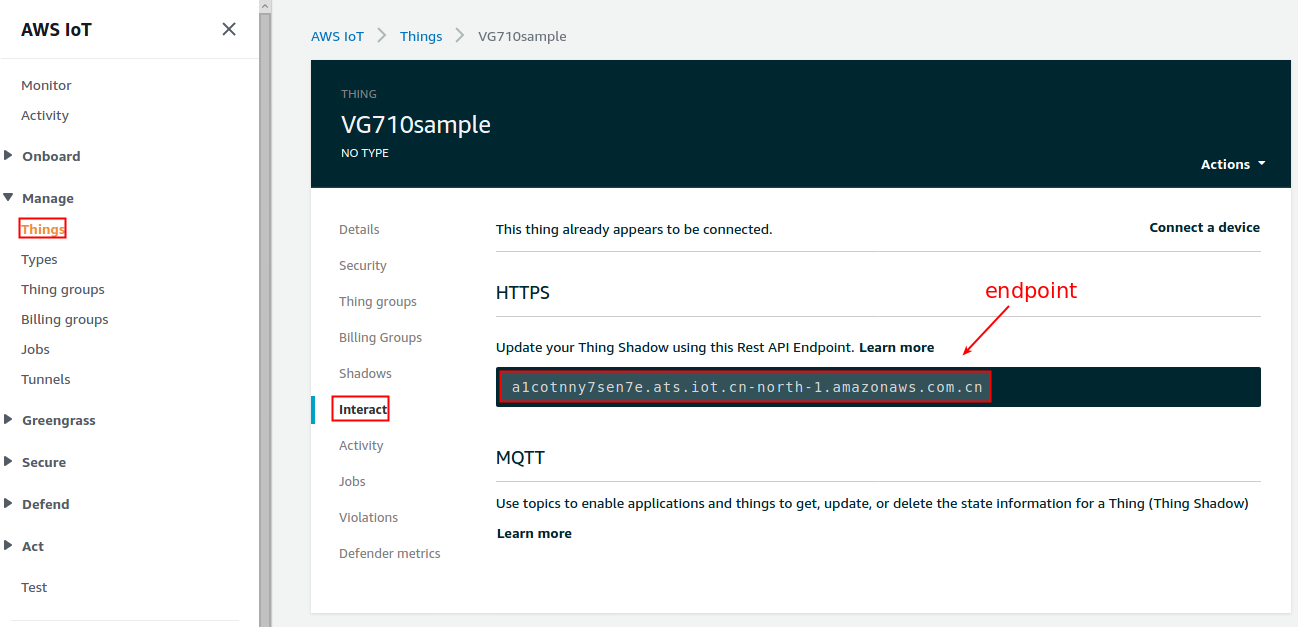 AWS IoT
Monitor
Activity
Onboard
Manage
Things
Types
Thing groups
Billing groups
Jobs
Tunnels
Greengrass
Secure
Defend
Act
Test
AWS IoT Things VG710sample
THING
VG710sample
NO TYPE
Actions
Details
Security
Thing groups
Billing Groups
Shadows
Interact
Activity
Jobs
Violations
Defender metrics
This thing already appears to be connected.
Connect a device
HTTPS
endpoint
Update your Thing Shadow using this Rest API Endpoint. Learn more
a1cotnny7sen7e.ats.iot.cn-north-1.amazonaws.com.cn
MQTT
Use topics to enable applications and things to get, update, or delete the state information for a Thing (Thing Shadow)
Learn more